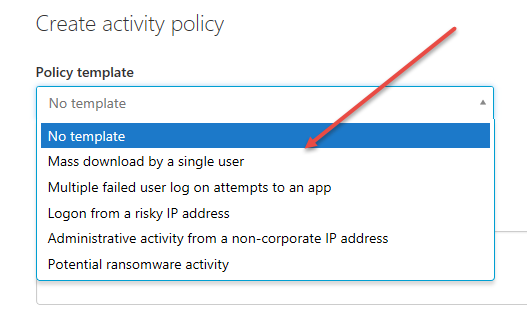 Create activity policy
Policy template
No template
No template
Mass download by a single user
Multiple failed user log on attempts to an app
Logon from a risky IP address
Administrative activity from a non-corporate IP address
Potential ransomware activity